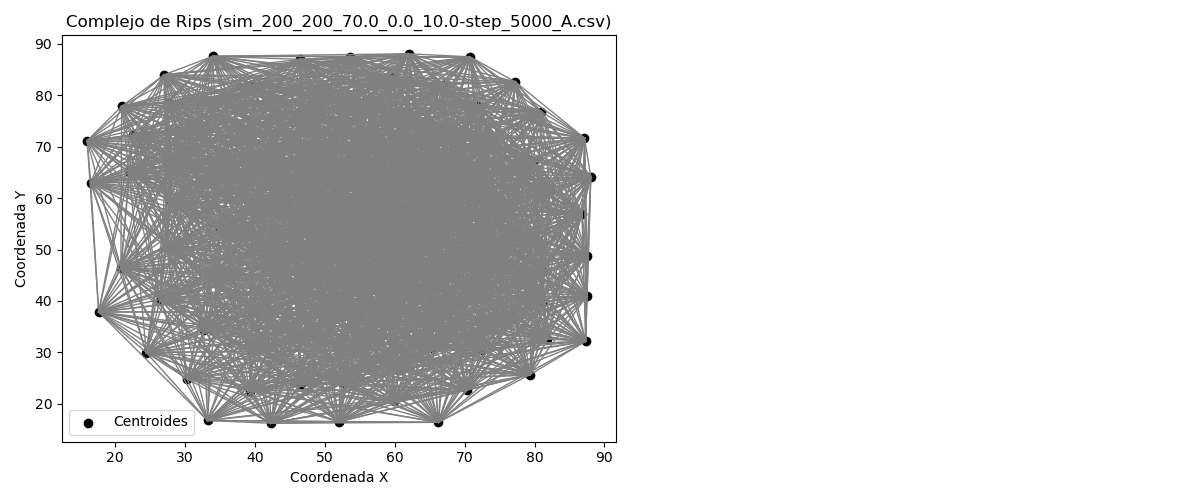 Complejo de Rips (sim_200_200_70.0_0.0_10.0-step_5000_A.csv)
90
80
70
60
50
40
30
20
Coordenada Y
Centroides
20 30 40 50 60 70 80 90
Coordenada X